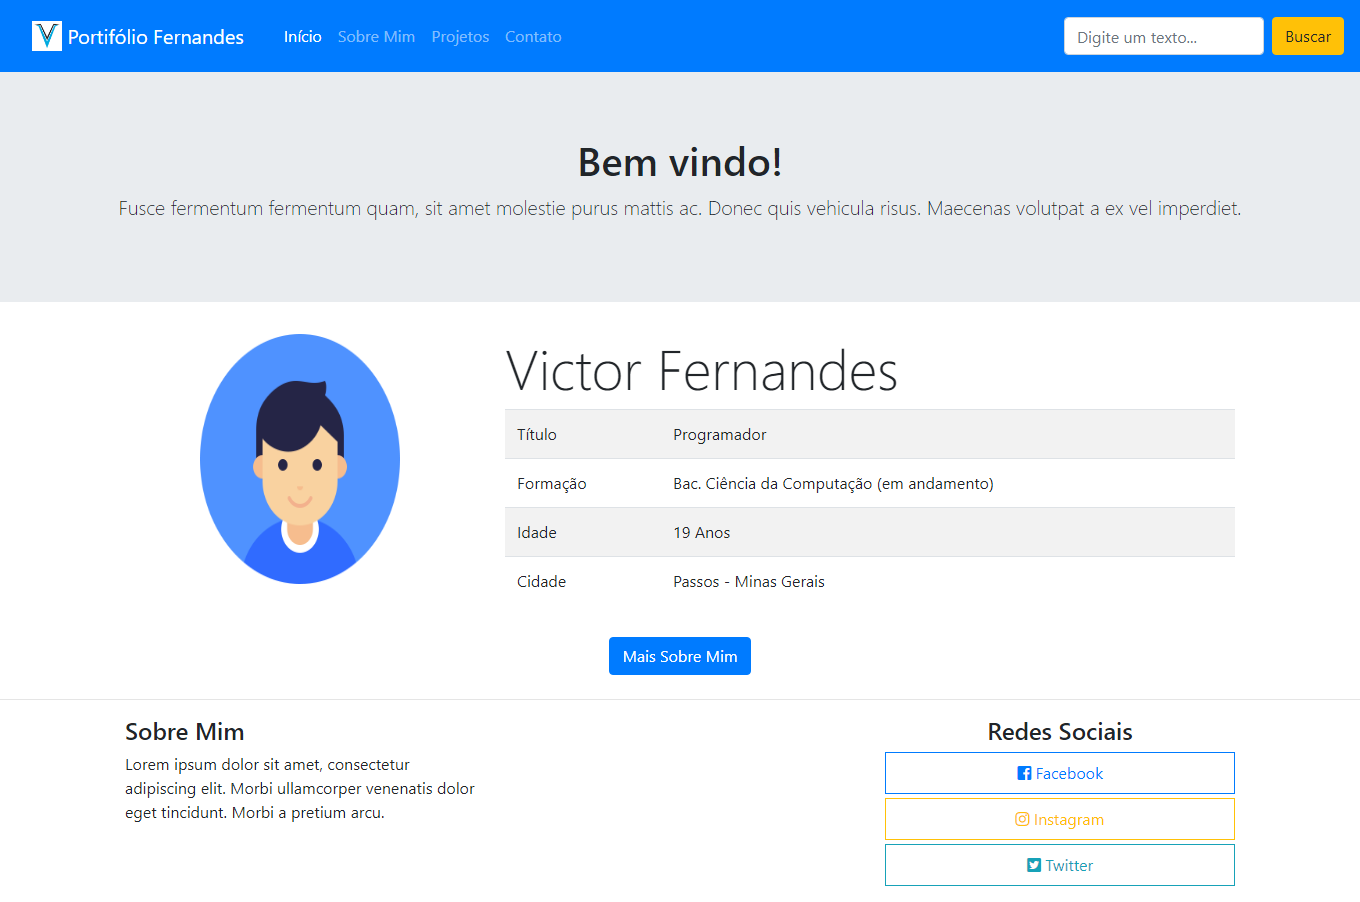 V Portifólio Fernandes Início Sobre Mim Projetos Contato Digite um texto... Buscar
Bem vindo!
Fusce fermentum fermentum quam, sit amet molestie purus mattis ac. Donec quis vehicula risus. Maecenas volutpat a ex vel imperdiet.
Victor Fernandes
Título Programador
Formação Bac. Ciência da Computação (em andamento)
Idade 19 Anos
Cidade Passos - Minas Gerais
Mais Sobre Mim
Sobre Mim
Lorem ipsum dolor sit amet, consectetur
adipiscing elit. Morbi ullamcorper venenatis dolor
eget tincidunt. Morbi a pretium arcu.
Redes Sociais
Facebook
Instagram
Twitter